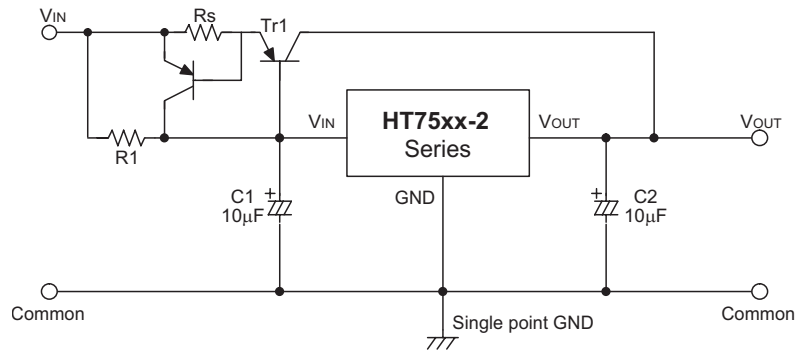 VIN
Rs
Tr1
R1
VIN
HT75xx-2
Series
VOUT
VOUT
GND
C1
10μF
+
C2
10μF
+
Common
Single point GND
Common